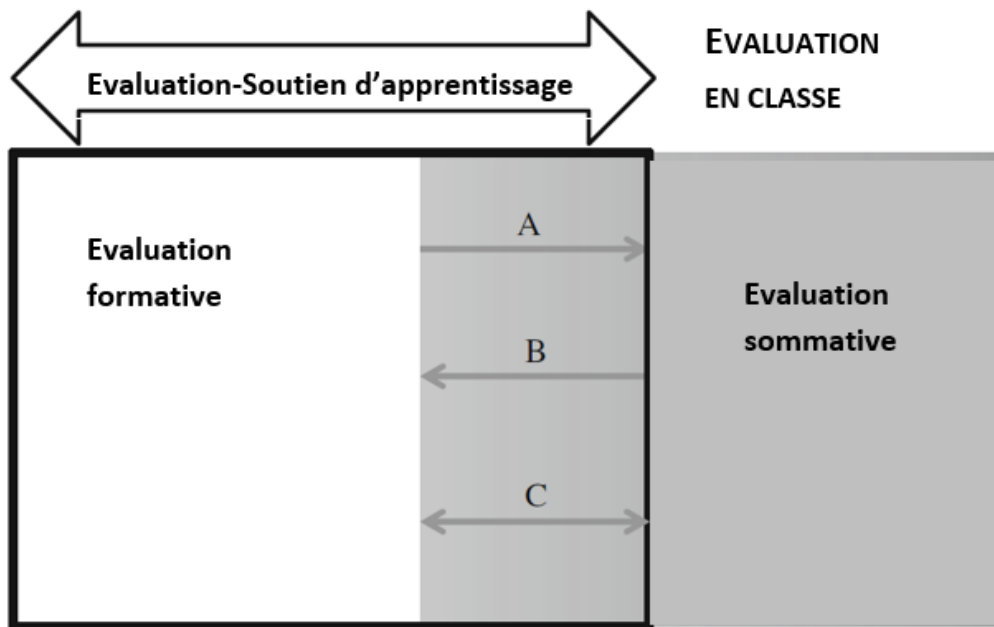 Evaluation-Soutien d’apprentissage
EVALUATION
EN CLASSE
A
Evaluation
formative
Evaluation
sommative
B
C